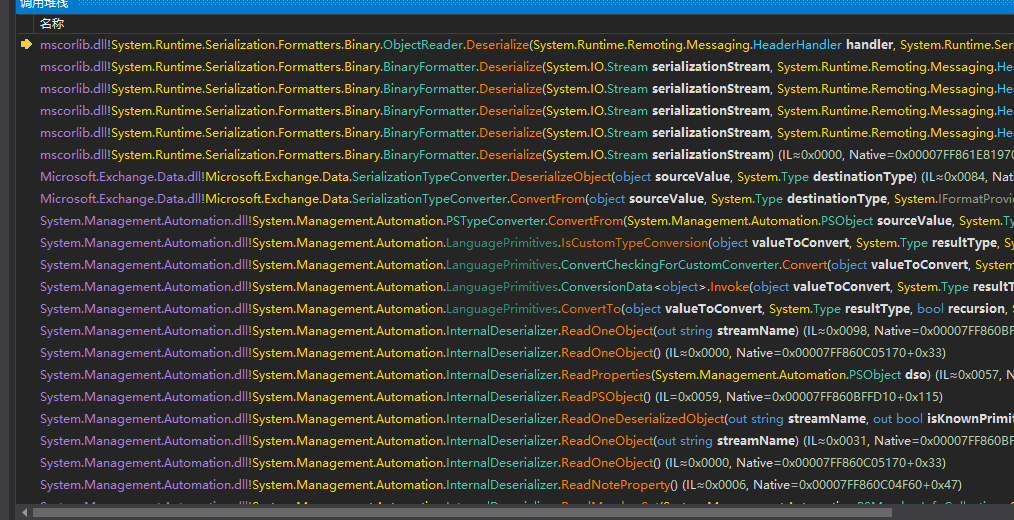 调用堆栈
名称
mscorlib.dll!System.Runtime.Serialization.Formatters.Binary.ObjectReader.Deserialize(System.Runtime.Remoting.Messaging.HeaderHandler handler, System.Runtime.Seri
mscorlib.dll!System.Runtime.Serialization.Formatters.Binary.BinaryFormatter.Deserialize(System.IO.Stream serializationStream, System.Runtime.Remoting.Messaging.He
mscorlib.dll!System.Runtime.Serialization.Formatters.Binary.BinaryFormatter.Deserialize(System.IO.Stream serializationStream, System.Runtime.Remoting.Messaging.He
mscorlib.dll!System.Runtime.Serialization.Formatters.Binary.BinaryFormatter.Deserialize(System.IO.Stream serializationStream, System.Runtime.Remoting.Messaging.He
mscorlib.dll!System.Runtime.Serialization.Formatters.Binary.BinaryFormatter.Deserialize(System.IO.Stream serializationStream, System.Runtime.Remoting.Messaging.He
mscorlib.dll!System.Runtime.Serialization.Formatters.Binary.BinaryFormatter.Deserialize(System.IO.Stream serializationStream) (IL≈0x0000, Native=0x00007FF861E81970
Microsoft.Exchange.Data.dll!Microsoft.Exchange.Data.SerializationTypeConverter.DeserializeObject(object sourceValue, System.Type destinationType) (IL≈0x0084, Nat
Microsoft.Exchange.Data.dll!Microsoft.Exchange.Data.SerializationTypeConverter.ConvertFrom(object sourceValue, System.Type destinationType, System.IFormatProvid
System.Management.Automation.dll!System.Management.Automation.PSTypeConverter.ConvertFrom(System.Management.Automation.PSObject sourceValue, System.Ty
System.Management.Automation.dll!System.Management.Automation.LanguagePrimitives.IsCustomTypeConversion(object valueToConvert, System.Type resultType, Sy
System.Management.Automation.dll!System.Management.Automation.LanguagePrimitives.ConvertCheckingForCustomConverter.Convert(object valueToConvert, System
System.Management.Automation.dll!System.Management.Automation.LanguagePrimitives.ConversionData<object>.Invoke(object valueToConvert, System.Type resultT
System.Management.Automation.dll!System.Management.Automation.LanguagePrimitives.ConvertTo(object valueToConvert, System.Type resultType, bool recursion, S
System.Management.Automation.dll!System.Management.Automation.InternalDeserializer.ReadOneObject(out string streamName) (IL≈0x0098, Native=0x00007FF860BF
System.Management.Automation.dll!System.Management.Automation.InternalDeserializer.ReadOneObject() (IL≈0x0000, Native=0x00007FF860C05170+0x33)
System.Management.Automation.dll!System.Management.Automation.InternalDeserializer.ReadProperties(System.Management.Automation.PSObject dso) (IL≈0x0057, N
System.Management.Automation.dll!System.Management.Automation.InternalDeserializer.ReadPSObject() (IL=0x0059, Native=0x00007FF860BFFD10+0x115)
System.Management.Automation.dll!System.Management.Automation.InternalDeserializer.ReadOneDeserializedObject(out string streamName, out bool isKnownPrimit
System.Management.Automation.dll!System.Management.Automation.InternalDeserializer.ReadOneObject(out string streamName) (IL≈0x0031, Native=0x00007FF860BF
System.Management.Automation.dll!System.Management.Automation.InternalDeserializer.ReadOneObject() (IL≈0x0000, Native=0x00007FF860C05170+0x33)
System.Management.Automation.dll!System.Management.Automation.InternalDeserializer.ReadNoteProperty() (IL≈0x0006, Native=0x00007FF860C04F60+0x47)